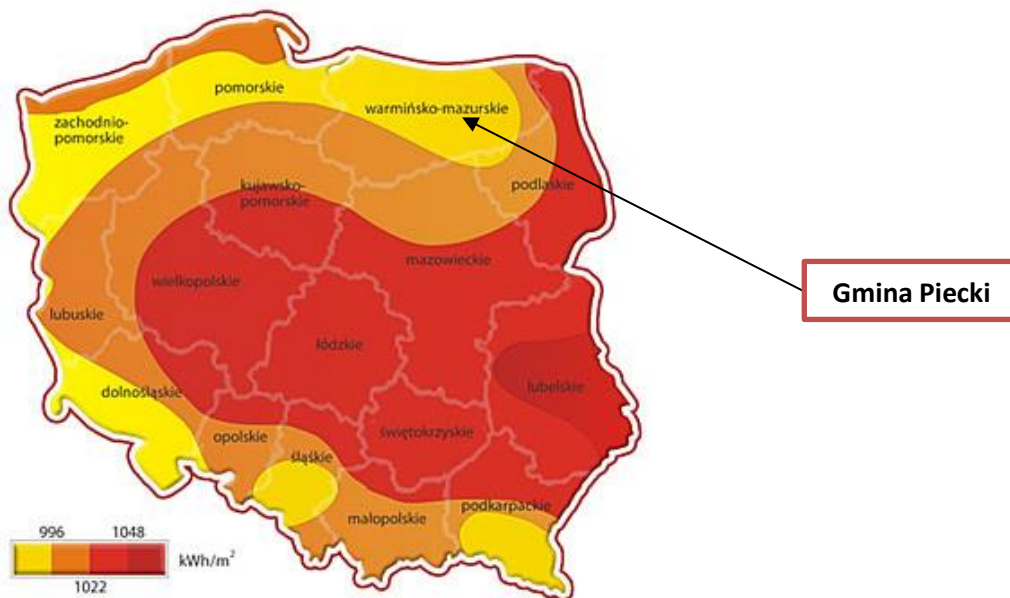 pomorskie
warmińsko-mazurskie
zachodnio-
pomorskie
kujawsko-
pomorskie
podlaskie
mazowieckie
wielkopolskie
Gmina Piecki
lubuskie
łódzkie
dolnośląskie
lubelskie
opolskie
świętokrzyskie
śląskie
podkarpackie
małopolskie
996 1048
kWh/m²
1022